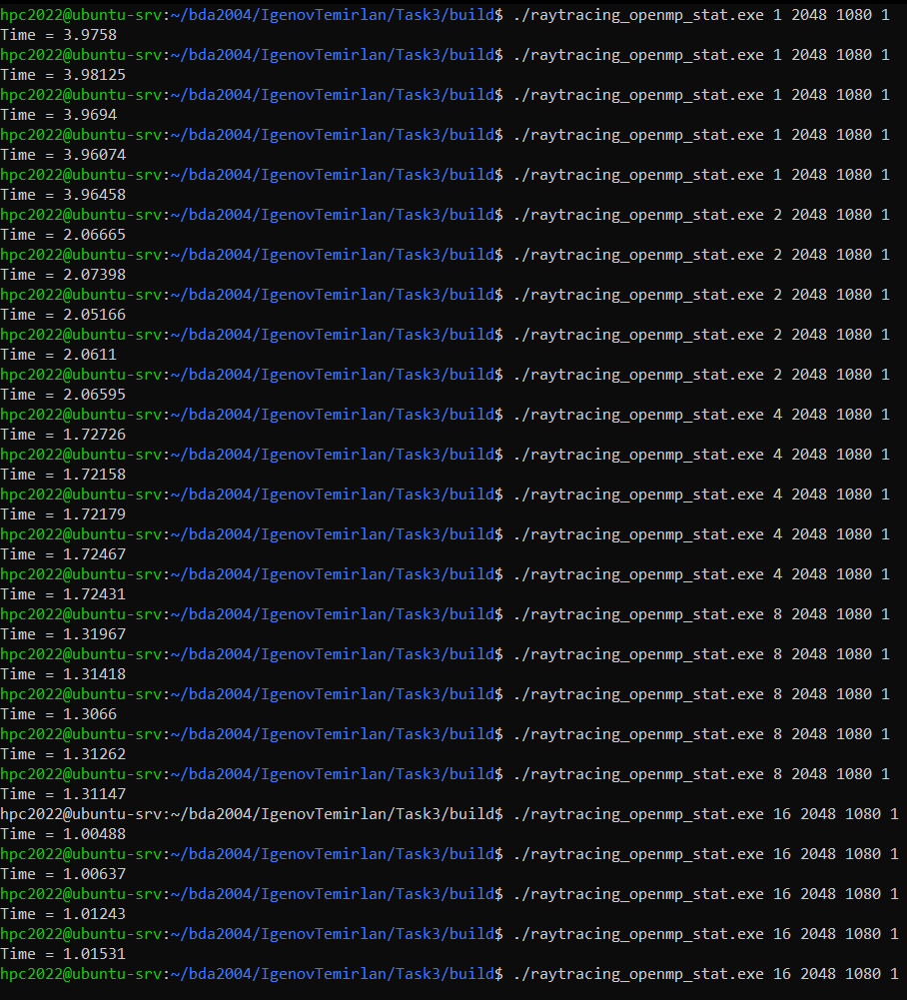 hpc2022@ubuntu-srv:~/bda2004/IgenovTemirlan/Task3/build$ ./raytracing_openmp_stat.exe 1 2048 1080 1
Time = 3.9758
hpc2022@ubuntu-srv:~/bda2004/IgenovTemirlan/Task3/build$ ./raytracing_openmp_stat.exe 1 2048 1080 1
Time = 3.98125
hpc2022@ubuntu-srv:~/bda2004/IgenovTemirlan/Task3/build$ ./raytracing_openmp_stat.exe 1 2048 1080 1
Time = 3.9694
hpc2022@ubuntu-srv:~/bda2004/IgenovTemirlan/Task3/build$ ./raytracing_openmp_stat.exe 1 2048 1080 1
Time = 3.96074
hpc2022@ubuntu-srv:~/bda2004/IgenovTemirlan/Task3/build$ ./raytracing_openmp_stat.exe 1 2048 1080 1
Time = 3.96458
hpc2022@ubuntu-srv:~/bda2004/IgenovTemirlan/Task3/build$ ./raytracing_openmp_stat.exe 2 2048 1080 1
Time = 2.06665
hpc2022@ubuntu-srv:~/bda2004/IgenovTemirlan/Task3/build$ ./raytracing_openmp_stat.exe 2 2048 1080 1
Time = 2.07398
hpc2022@ubuntu-srv:~/bda2004/IgenovTemirlan/Task3/build$ ./raytracing_openmp_stat.exe 2 2048 1080 1
Time = 2.05166
hpc2022@ubuntu-srv:~/bda2004/IgenovTemirlan/Task3/build$ ./raytracing_openmp_stat.exe 2 2048 1080 1
Time = 2.0611
hpc2022@ubuntu-srv:~/bda2004/IgenovTemirlan/Task3/build$ ./raytracing_openmp_stat.exe 2 2048 1080 1
Time = 2.06595
hpc2022@ubuntu-srv:~/bda2004/IgenovTemirlan/Task3/build$ ./raytracing_openmp_stat.exe 4 2048 1080 1
Time = 1.72726
hpc2022@ubuntu-srv:~/bda2004/IgenovTemirlan/Task3/build$ ./raytracing_openmp_stat.exe 4 2048 1080 1
Time = 1.72158
hpc2022@ubuntu-srv:~/bda2004/IgenovTemirlan/Task3/build$ ./raytracing_openmp_stat.exe 4 2048 1080 1
Time = 1.72179
hpc2022@ubuntu-srv:~/bda2004/IgenovTemirlan/Task3/build$ ./raytracing_openmp_stat.exe 4 2048 1080 1
Time = 1.72467
hpc2022@ubuntu-srv:~/bda2004/IgenovTemirlan/Task3/build$ ./raytracing_openmp_stat.exe 4 2048 1080 1
Time = 1.72431
hpc2022@ubuntu-srv:~/bda2004/IgenovTemirlan/Task3/build$ ./raytracing_openmp_stat.exe 8 2048 1080 1
Time = 1.31967
hpc2022@ubuntu-srv:~/bda2004/IgenovTemirlan/Task3/build$ ./raytracing_openmp_stat.exe 8 2048 1080 1
Time = 1.31418
hpc2022@ubuntu-srv:~/bda2004/IgenovTemirlan/Task3/build$ ./raytracing_openmp_stat.exe 8 2048 1080 1
Time = 1.3066
hpc2022@ubuntu-srv:~/bda2004/IgenovTemirlan/Task3/build$ ./raytracing_openmp_stat.exe 8 2048 1080 1
Time = 1.31262
hpc2022@ubuntu-srv:~/bda2004/IgenovTemirlan/Task3/build$ ./raytracing_openmp_stat.exe 8 2048 1080 1
Time = 1.31147
hpc2022@ubuntu-srv:~/bda2004/IgenovTemirlan/Task3/build$ ./raytracing_openmp_stat.exe 16 2048 1080 1
Time = 1.00488
hpc2022@ubuntu-srv:~/bda2004/IgenovTemirlan/Task3/build$ ./raytracing_openmp_stat.exe 16 2048 1080 1
Time = 1.00637
hpc2022@ubuntu-srv:~/bda2004/IgenovTemirlan/Task3/build$ ./raytracing_openmp_stat.exe 16 2048 1080 1
Time = 1.01243
hpc2022@ubuntu-srv:~/bda2004/IgenovTemirlan/Task3/build$ ./raytracing_openmp_stat.exe 16 2048 1080 1
Time = 1.01531
hpc2022@ubuntu-srv:~/bda2004/IgenovTemirlan/Task3/build$ ./raytracing_openmp_stat.exe 16 2048 1080 1